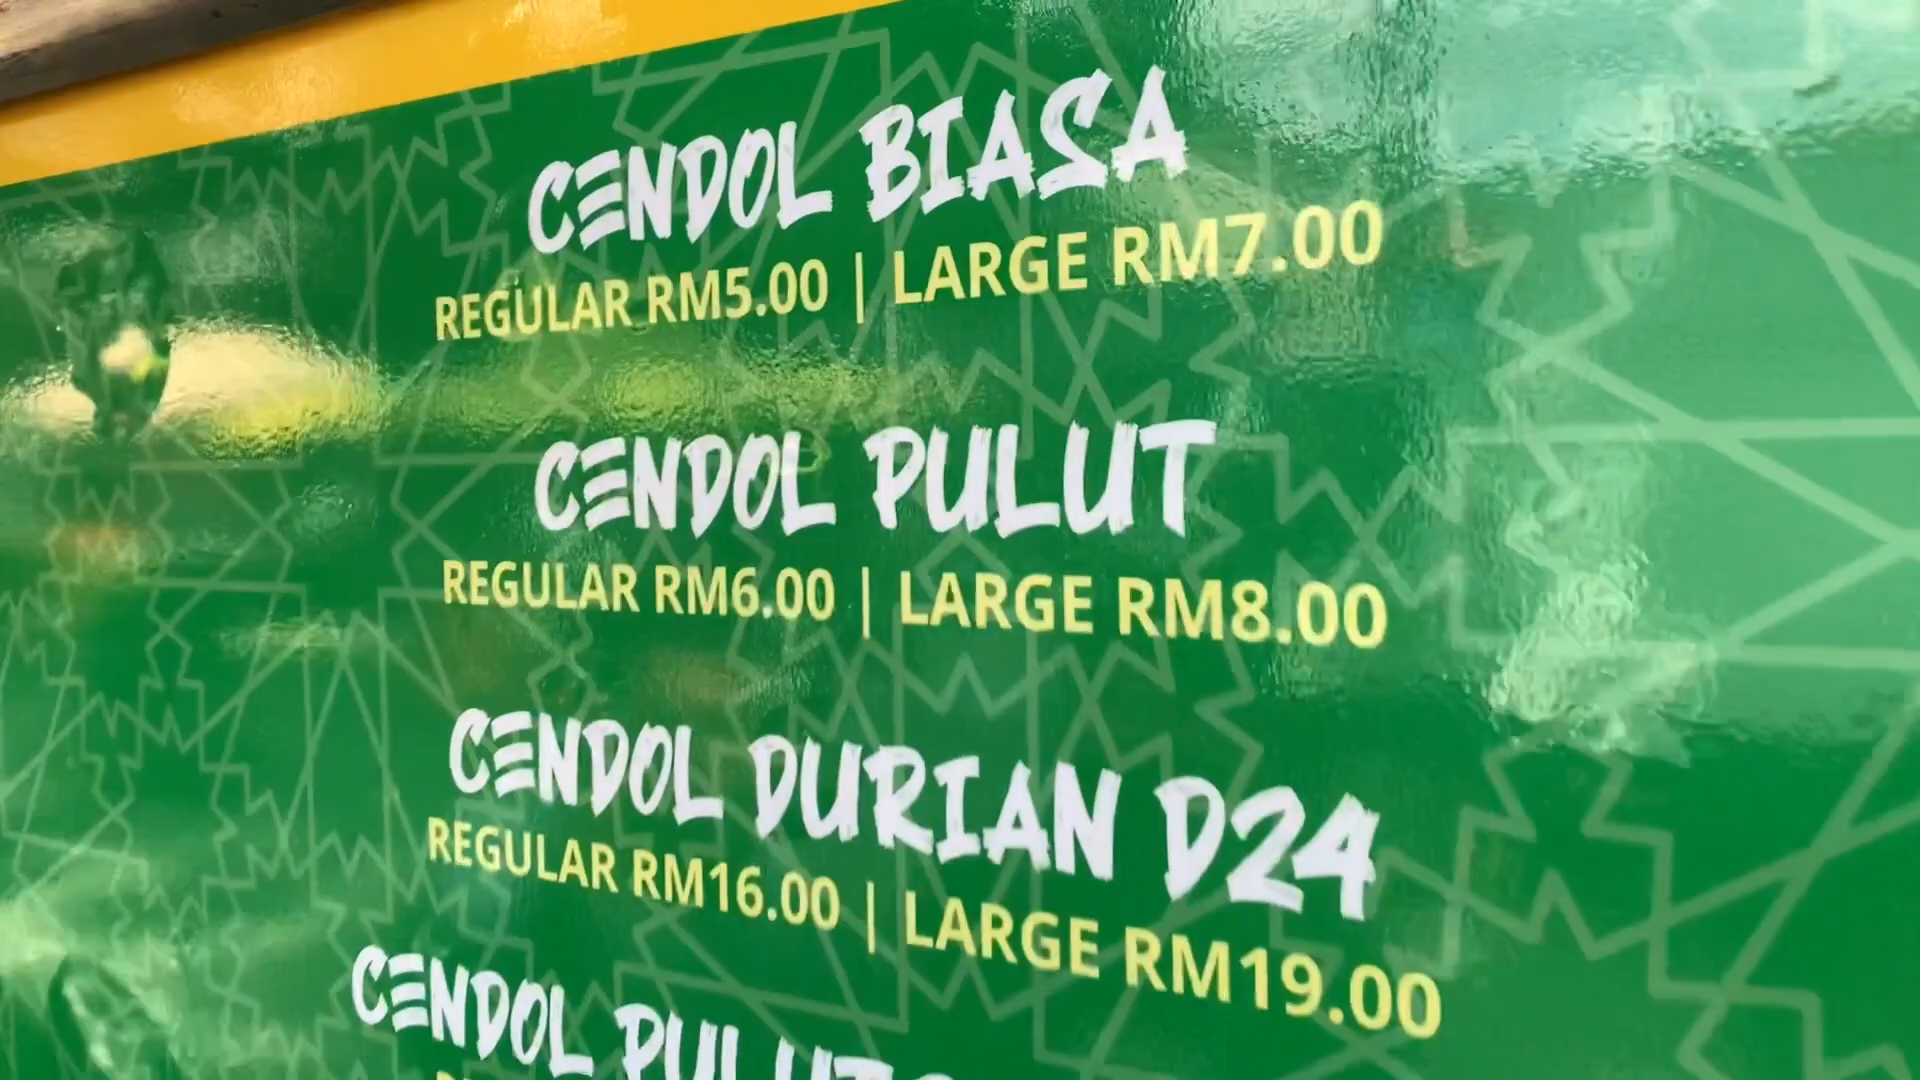 CENDOL BIASA
REGULAR RM5.00 | LARGE RM7.00
CENDOL PULUT
REGULAR RM6.00 | LARGE RM8.00
CENDOL DURIAN D24
REGULAR RM16.00 | LARGE RM19.00
CENDOL PULUT